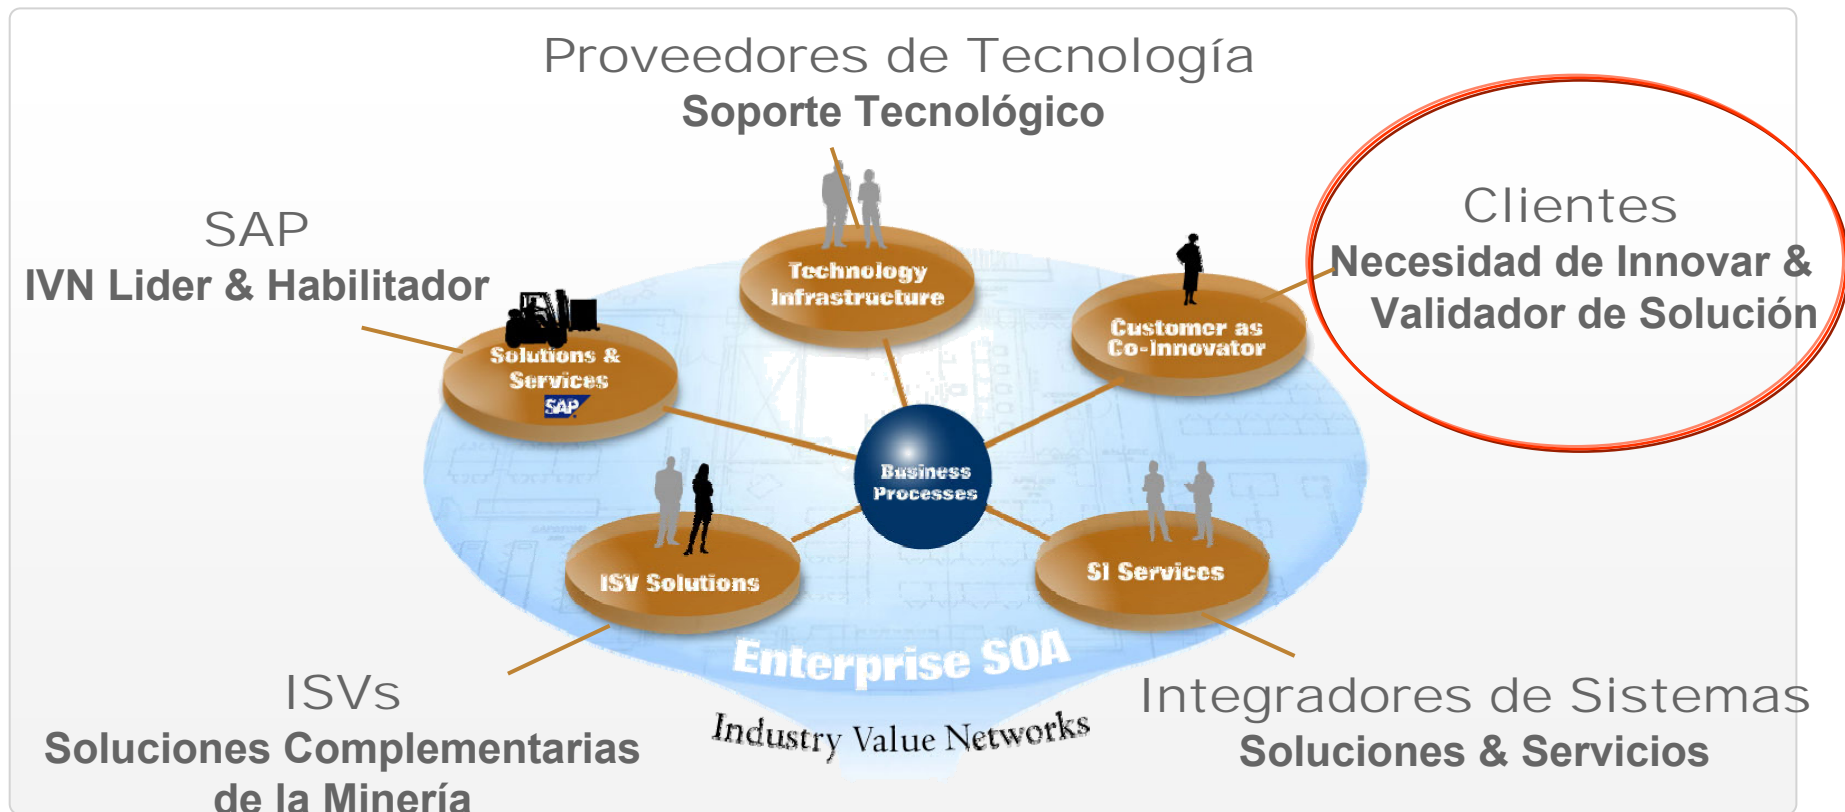 Proveedores de Tecnología
Soporte Tecnológico
SAP
IVN Lider & Habilitador
Clientes
Necesidad de Innovar &
Validador de Solución
Technology
Infrastructure
Customer as
Co-Innovator
Solutions &
Services
SAP
Business
Processes
ISV Solutions
SI Services
Enterprise SOA
Industry Value Networks
ISVs
Soluciones Complementarias
de la Minería
Integradores de Sistemas
Soluciones & Servicios